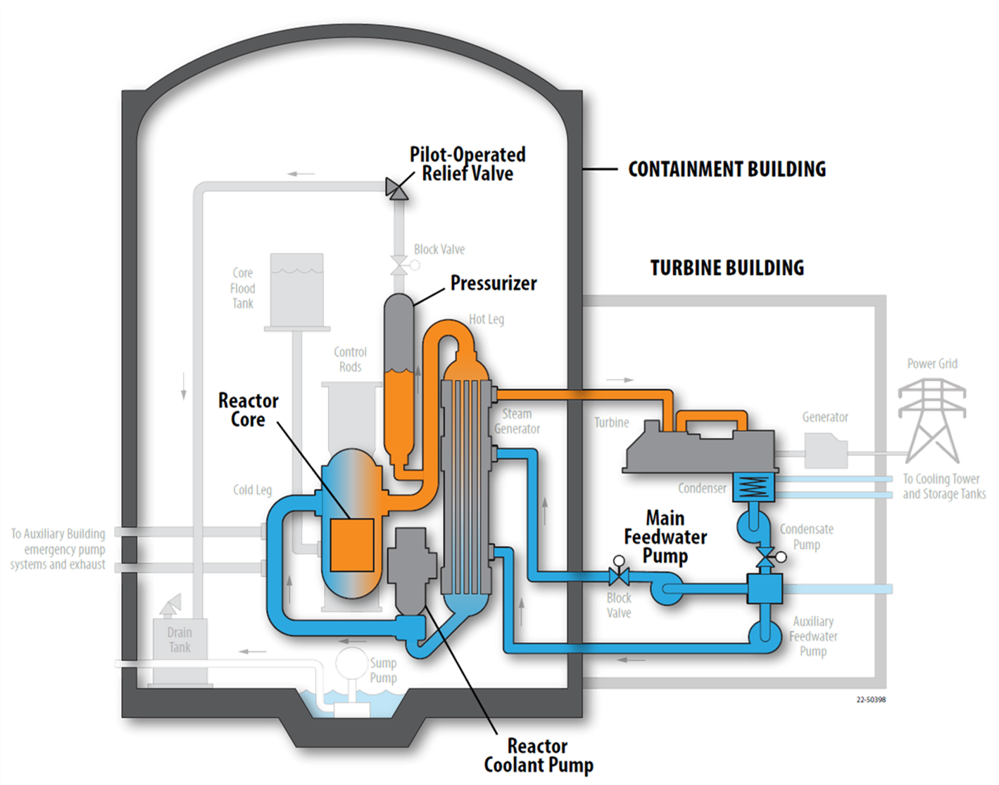 Pilot-Operated
Relief Valve
CONTAINMENT BUILDING
Block Valve
TURBINE BUILDING
Core
Flood
Tank
Pressurizer
Hot Leg
Control
Rods
Power Grid
Reactor
Core
Steam
Generator
Turbine
Generator
Cold Leg
Condenser
To Cooling Tower
and Storage Tanks
To Auxiliary Building
emergency pump
systems and exhaust
Main
Feedwater
Pump
Condensate
Pump
Block
Valve
Drain
Tank
Auxiliary
Feedwater
Pump
Sump
Pump
22-50398
Reactor
Coolant Pump